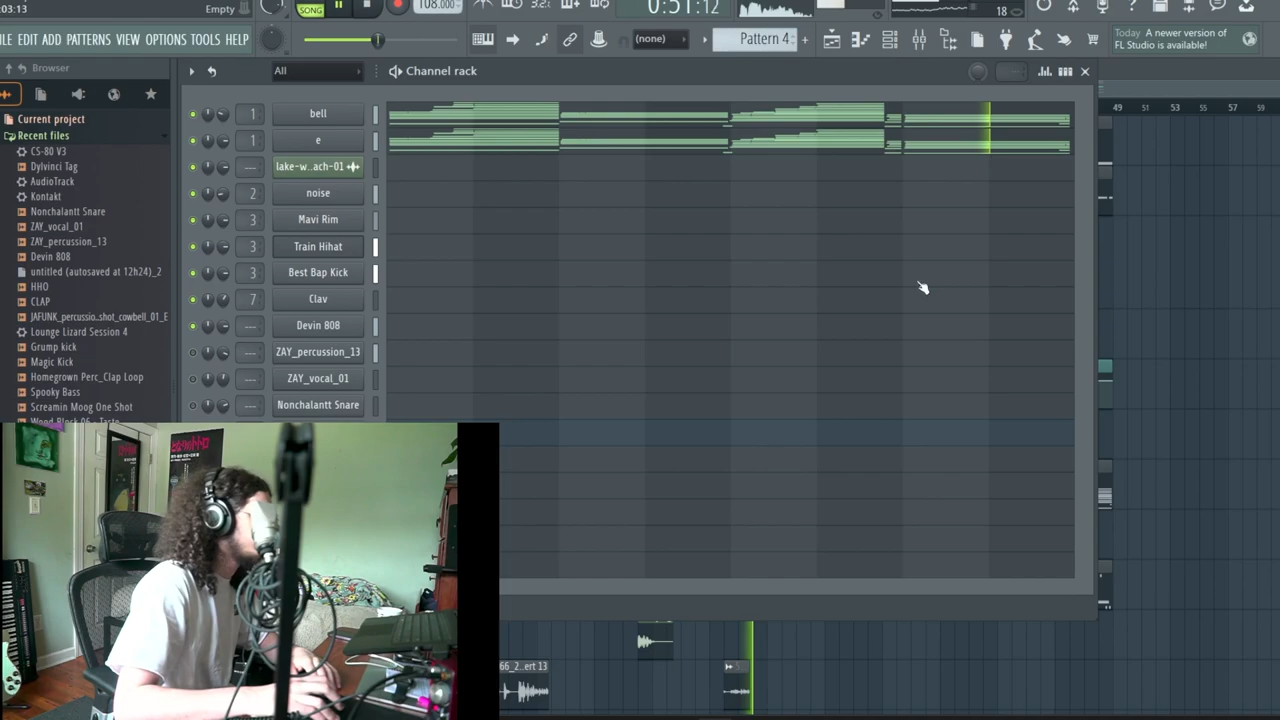 :03:13
Empty
SONG
108.000
3.2.
0:51:12
18
ILE EDIT ADD PATTERNS VIEW OPTIONS TOOLS HELP
(none)
Pattern 4
Today A newer version of
FL Studio is available!
Browser
All
Channel rack
49 51 53 55 57 59
Current project
Recent files
CS-80 V3
Dylvinci Tag
AudioTrack
Kontakt
Nonchalantt Snare
ZAY_vocal_01
ZAY_percussion_13
Devin 808
untitled (autosaved at 12h24)_2
HHO
CLAP
JAFUNK_percussio..shot_cowbell_01_E
Lounge Lizard Session 4
Grump kick
Magic Kick
Homegrown Perc_Clap Loop
Spooky Bass
Screamin Moog One Shot
1 bell
1 e
--- lake-w..ach-01
2 noise
3 Mavi Rim
3 Train Hihat
3 Best Bap Kick
7 Clav
--- Devin 808
--- ZAY_percussion_13
--- ZAY_vocal_01
--- Nonchalantt Snare
66_2..ert 13